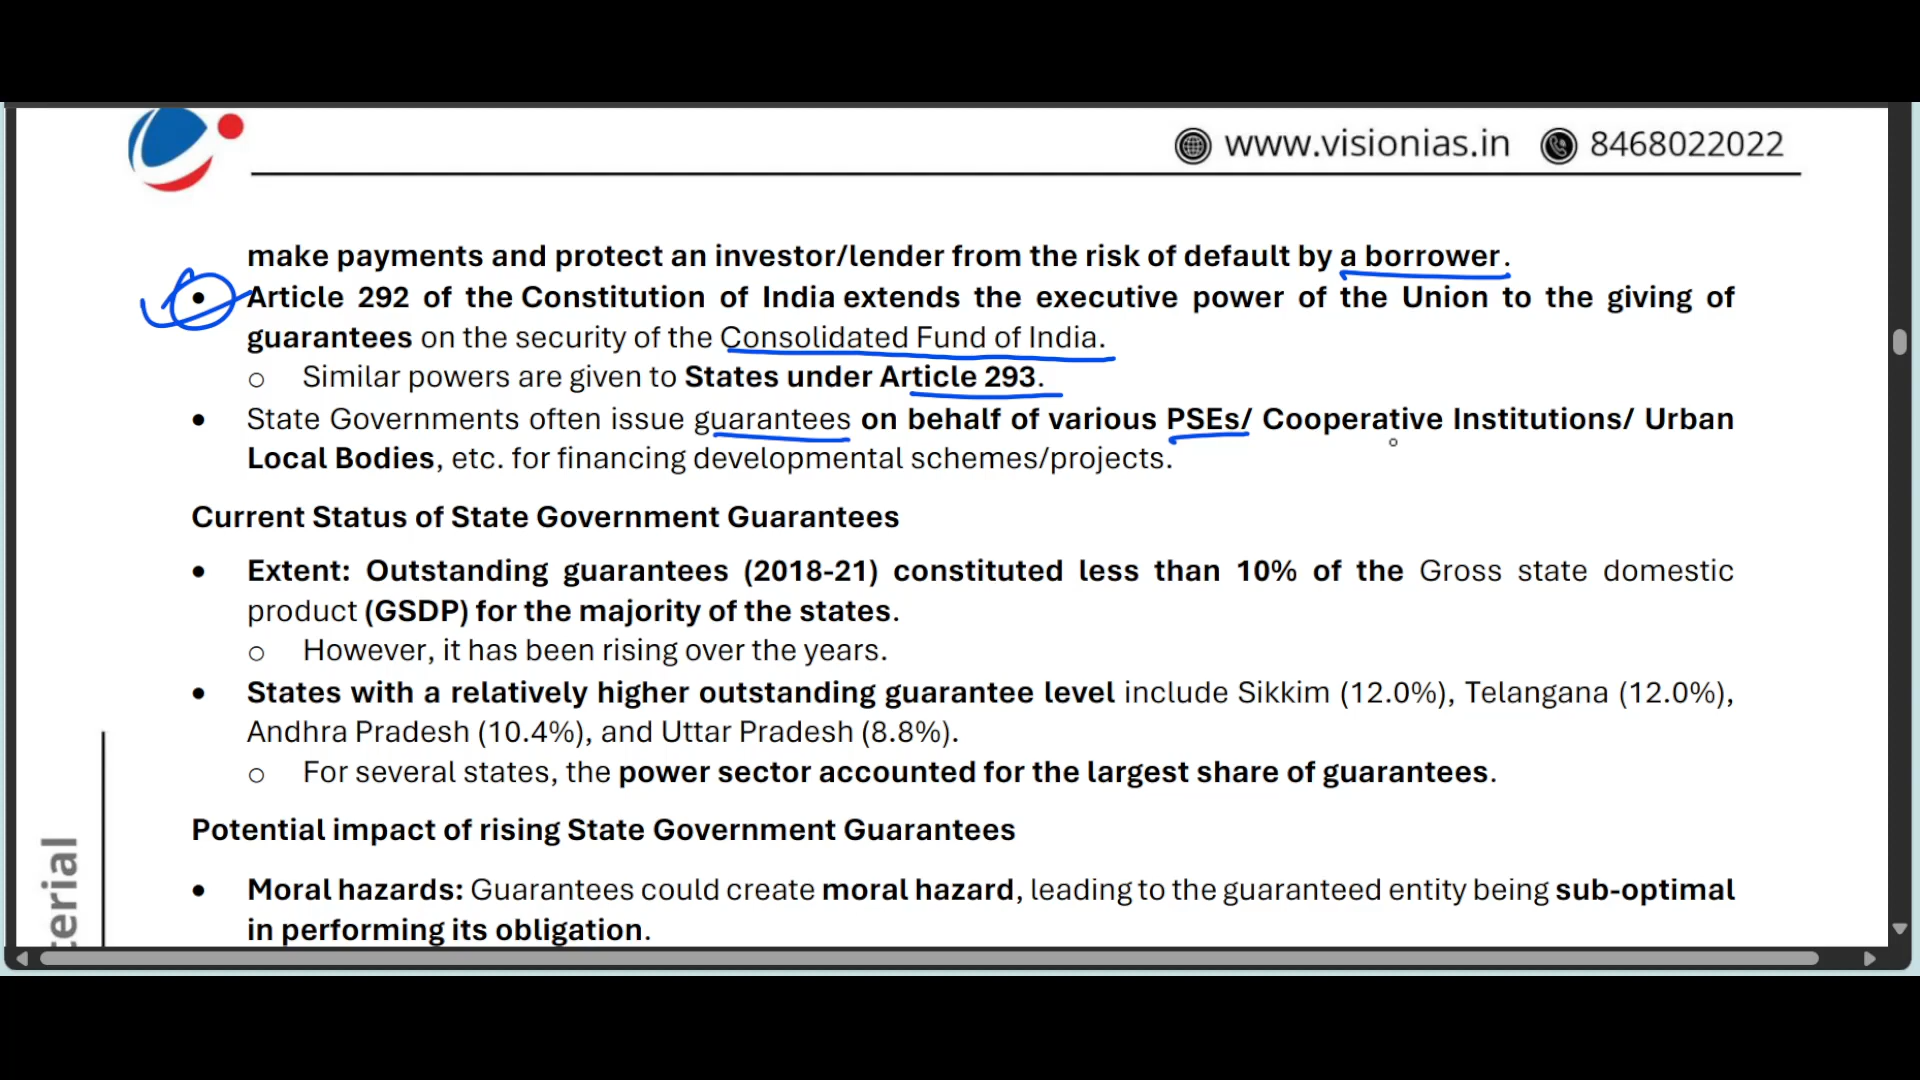 www.visionias.in 8468022022
make payments and protect an investor/lender from the risk of default by a borrower.
• Article 292 of the Constitution of India extends the executive power of the Union to the giving of
guarantees on the security of the Consolidated Fund of India.
o Similar powers are given to States under Article 293.
• State Governments often issue guarantees on behalf of various PSEs/ Cooperative Institutions/ Urban
Local Bodies, etc. for financing developmental schemes/projects.
Current Status of State Government Guarantees
• Extent: Outstanding guarantees (2018-21) constituted less than 10% of the Gross state domestic
product (GSDP) for the majority of the states.
o However, it has been rising over the years.
• States with a relatively higher outstanding guarantee level include Sikkim (12.0%), Telangana (12.0%),
Andhra Pradesh (10.4%), and Uttar Pradesh (8.8%).
o For several states, the power sector accounted for the largest share of guarantees.
Potential impact of rising State Government Guarantees
• Moral hazards: Guarantees could create moral hazard, leading to the guaranteed entity being sub-optimal
in performing its obligation.